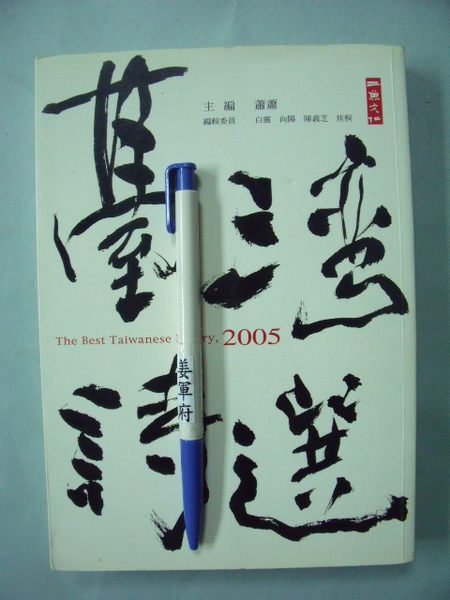 主編 蕭蕭
編輯委員 白靈 向陽 陳義芝 焦桐
二魚文化
臺灣
The Best Taiwanese ry, 2005
詩選
姜軍府